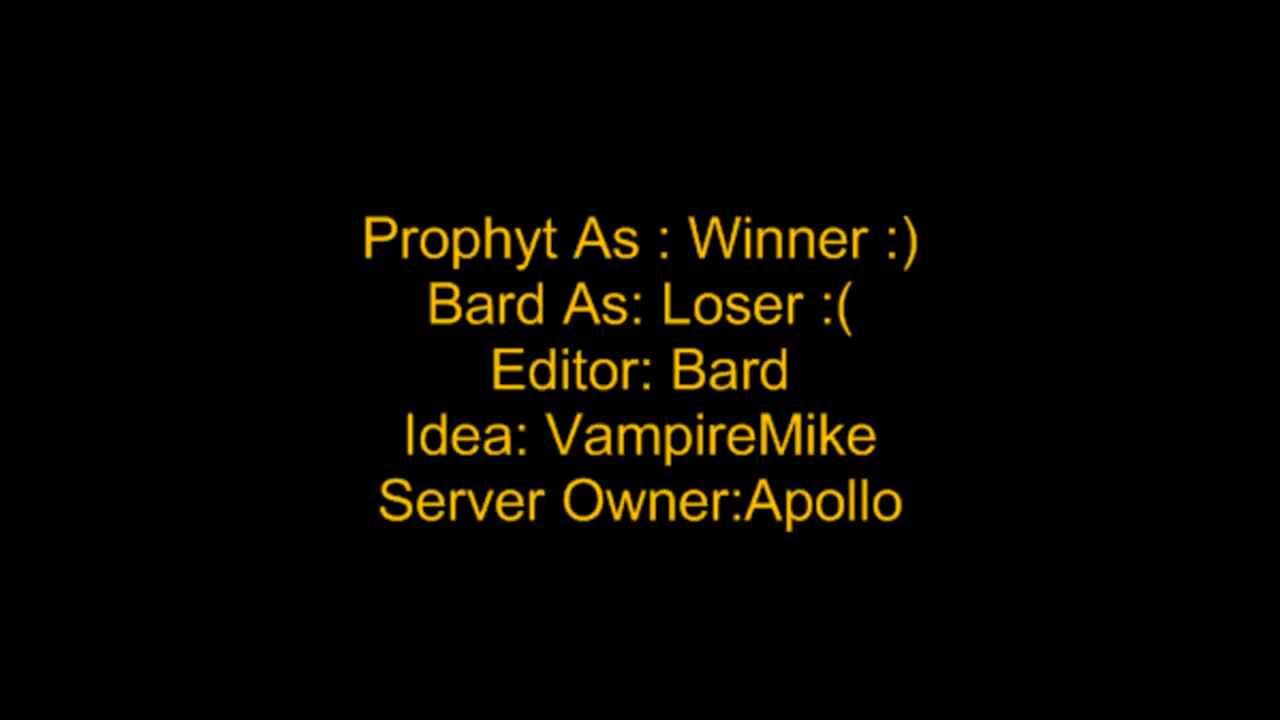 Prophyt As : Winner :)
Bard As: Loser :(
Editor: Bard
Idea: VampireMike
Server Owner:Apollo